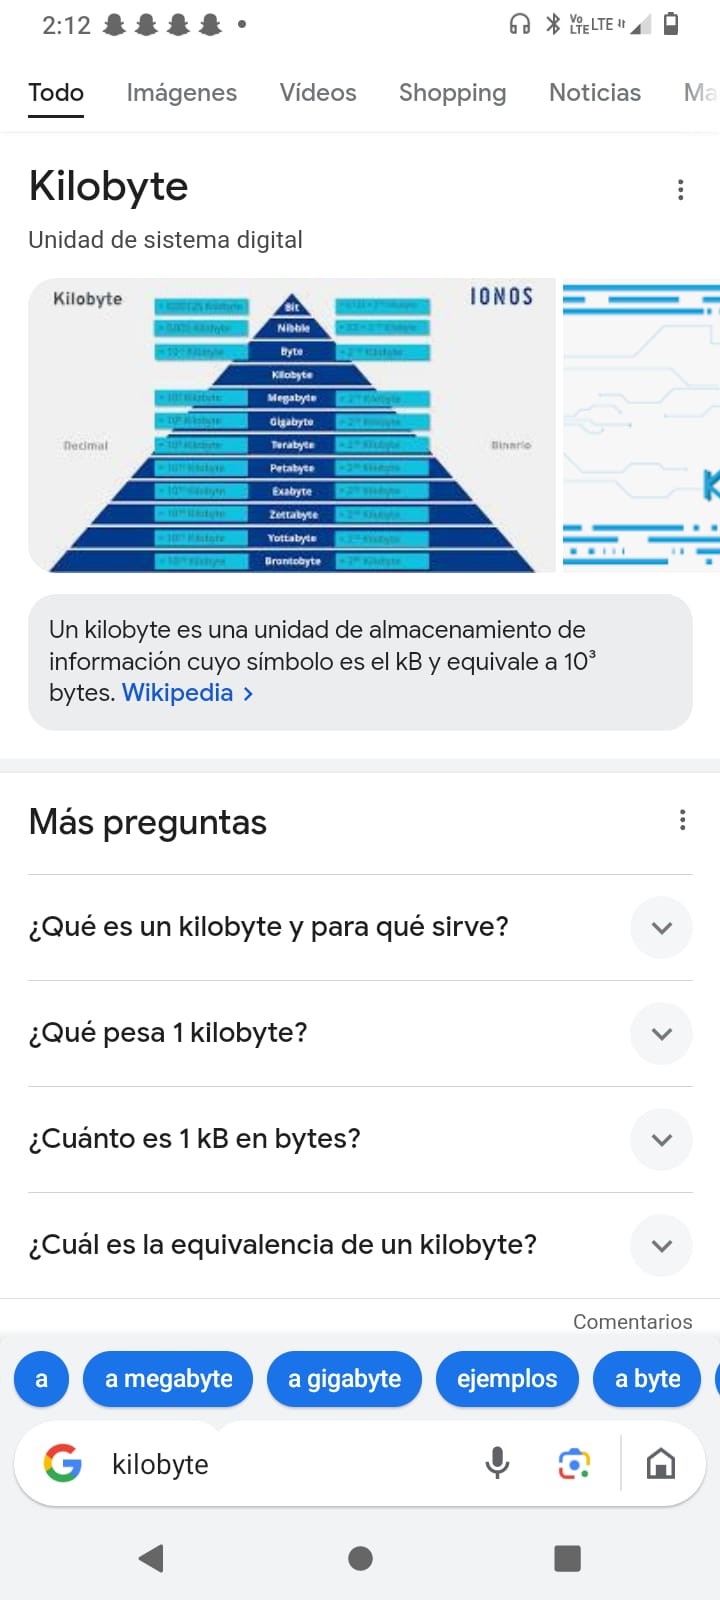 2:12
Vo LTE LTE
Todo Imágenes Vídeos Shopping Noticias Ma
Kilobyte
Unidad de sistema digital
Kilobyte
IONOS
Bit
Nibble
Byte
Kilobyte
Megabyte
Gigabyte
Decimal
Terabyte
Binario
Petabyte
Exabyte
Zettabyte
Yottabyte
Brontobyte
K
Un kilobyte es una unidad de almacenamiento de
información cuyo símbolo es el kB y equivale a 10³
bytes. Wikipedia >
Más preguntas
¿Qué es un kilobyte y para qué sirve?
¿Qué pesa 1 kilobyte?
¿Cuánto es 1 kB en bytes?
¿Cuál es la equivalencia de un kilobyte?
Comentarios
a a megabyte a gigabyte ejemplos a byte
kilobyte